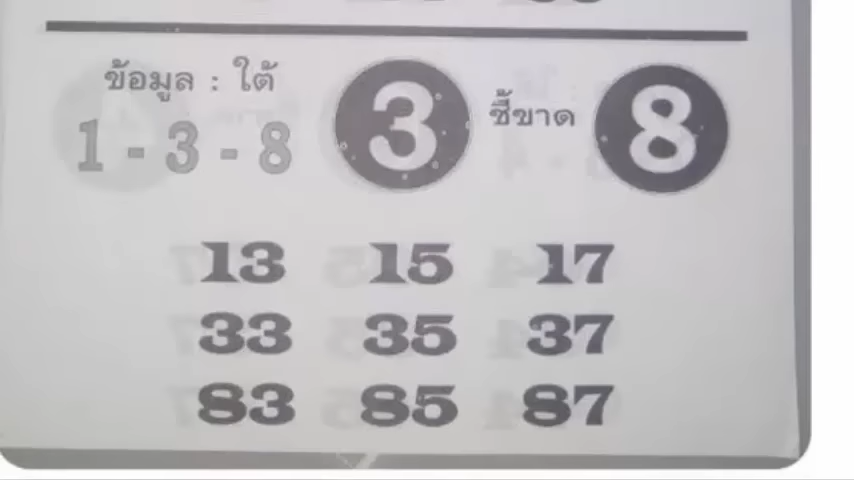 ข้อมูล : ใต้
1 - 3 - 8
3
ชี้ขาด
8
13 15 17
33 35 37
83 85 87